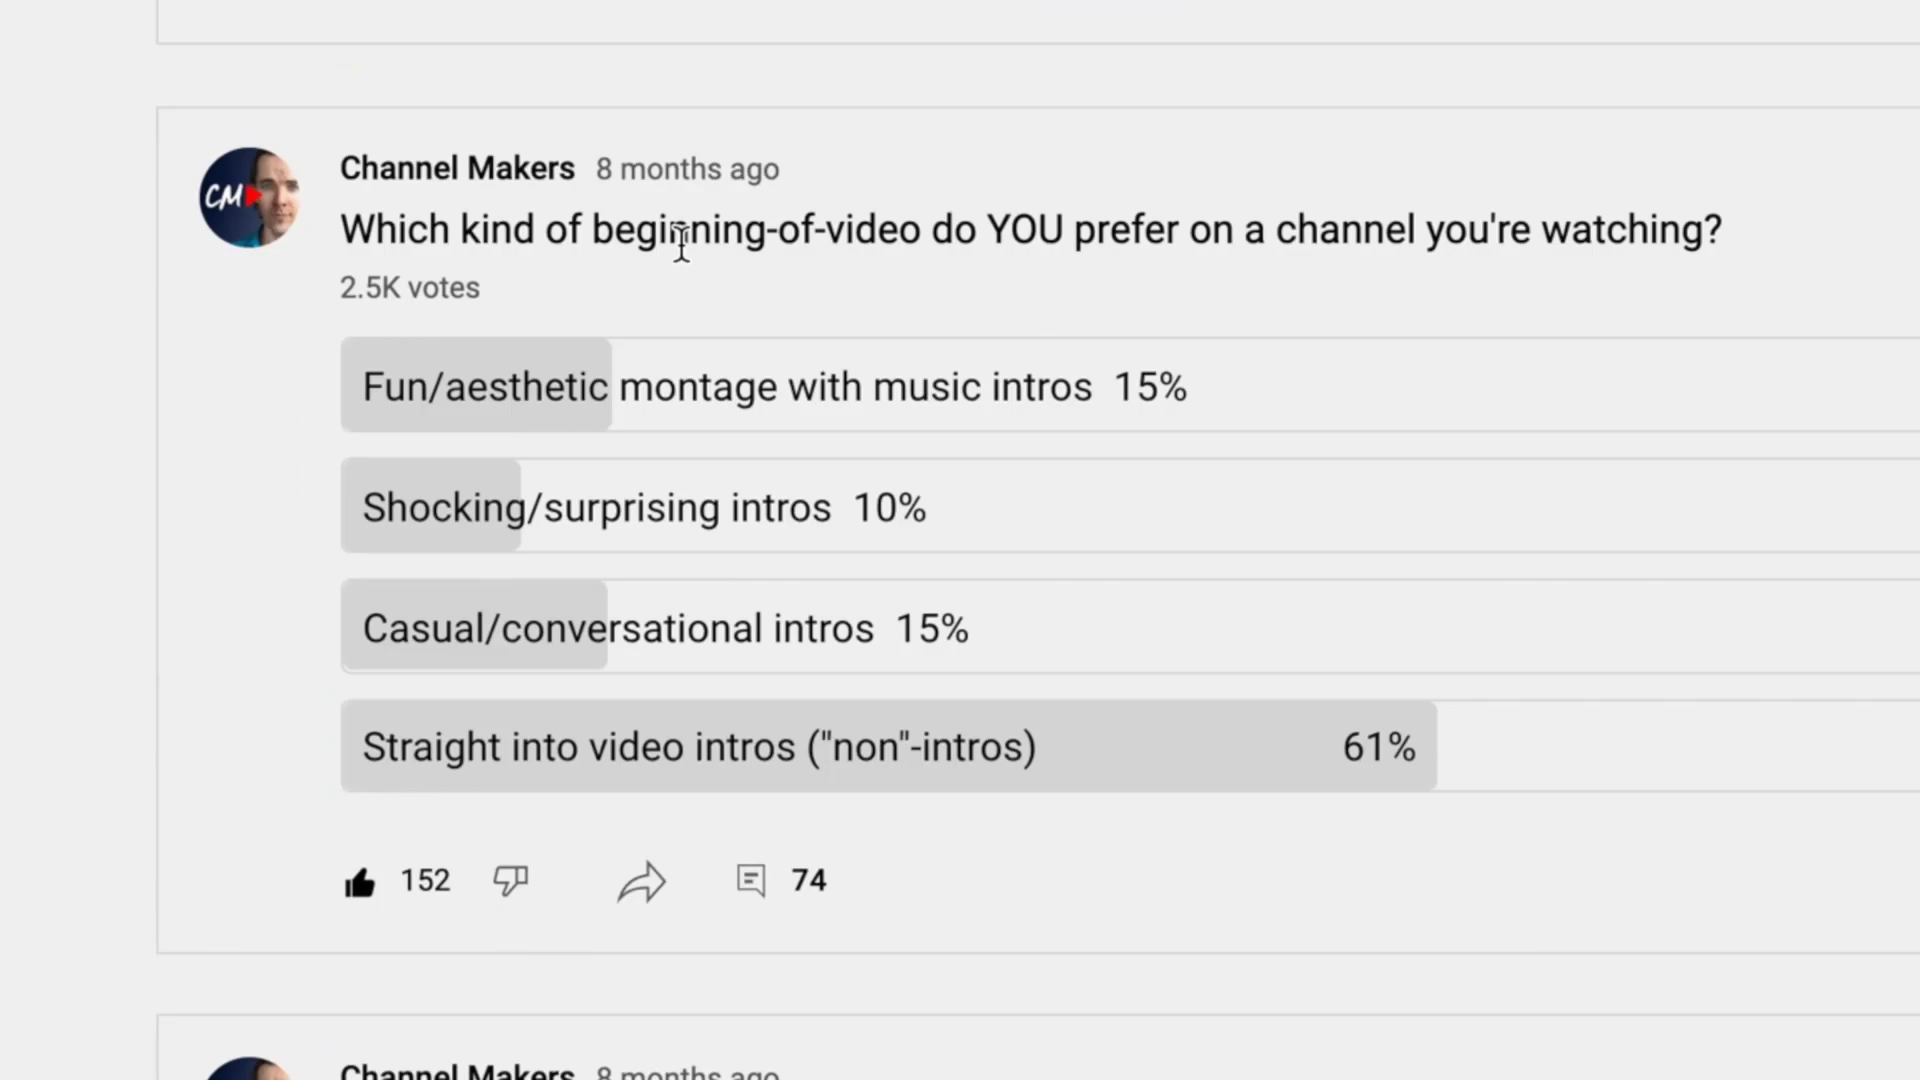 CM
Channel Makers 8 months ago
Which kind of beginning-of-video do YOU prefer on a channel you're watching?
2.5K votes
Fun/aesthetic montage with music intros 15%
Shocking/surprising intros 10%
Casual/conversational intros 15%
Straight into video intros ("non"-intros) 61%
152 74
Channel Makers 8 months ago